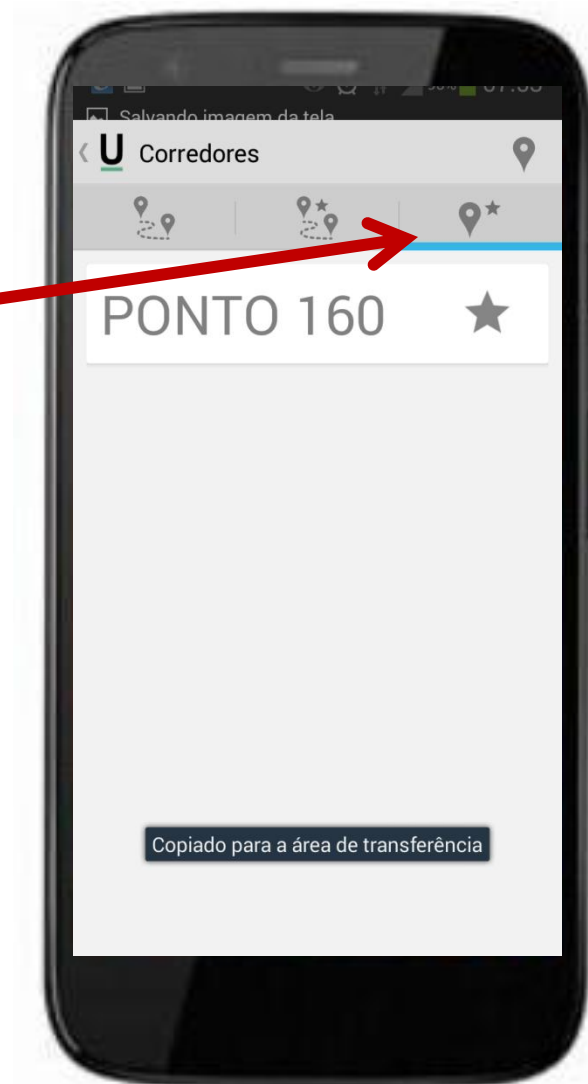 Salvando imagem da tela
U Corredores
PONTO 160
Copiado para a área de transferência